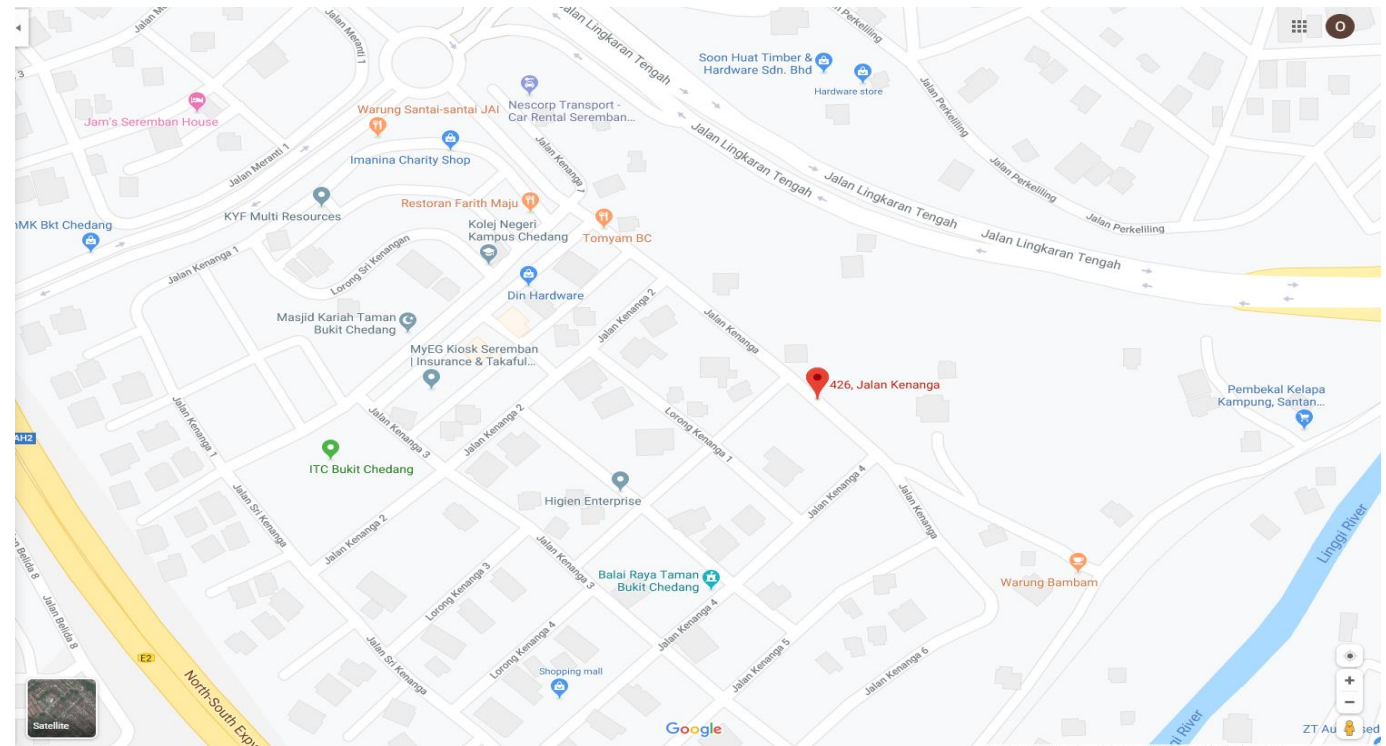 Jalan Meranti 1
Jalan Lingkaran Tengah
Jalan Perkeliling
O
Soon Huat Timber &
Hardware Sdn. Bhd
Hardware store
3
Jam's Seremban House
Warung Santai-santai JAI
Nescorp Transport -
Car Rental Seremban...
Jalan Perkeliling
Imanina Charity Shop
Jalan Kenanga 1
Jalan Lingkaran Tengah
Jalan Meranti 1
Jalan Perkeliling
Jalan Lingkaran Tengah
KYF Multi Resources
Restoran Farith Maju
Kolej Negeri
Kampus Chedang
Tomyam BC
Jalan Perkeliling
MK Bkt Chedang
Jalan Lingkaran Tengah
Jalan Kenanga 1
Lorong Sri Kenangan
Din Hardware
Masjid Kariah Taman
Bukit Chedang
Jalan Kenanga 2
Jalan Kenanga
MyEG Kiosk Seremban
| Insurance & Takaful...
426, Jalan Kenanga
Pembekal Kelapa
Kampung, Santan...
Jalan Kenanga 1
Jalan Kenanga 3
Jalan Kenanga 2
Lorong Kenanga 1
AH2
ITC Bukit Chedang
Jalan Sri Kenanga
Higien Enterprise
Jalan Kenanga 4
Jalan Kenanga
Jalan Kenanga 2
Linggi River
Jalan Belida 8
Jalan Belida 8
Lorong Kenanga 3
Jalan Kenanga 3
Balai Raya Taman
Bukit Chedang
Warung Bambam
Jalan Kenanga 4
Lorong Kenanga 4
Jalan Sri Kenanga
E2
Shopping mall
Jalan Kenanga 5
Jalan Kenanga 6
North-South Expw
Satellite
Google
River
ZT Au
sed